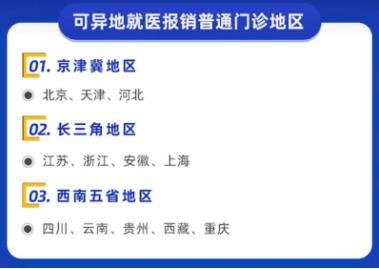 可异地就医报销普通门诊地区
01. 京津冀地区
北京、天津、河北
02. 长三角地区
江苏、浙江、安徽、上海
03. 西南五省地区
四川、云南、贵州、西藏、重庆